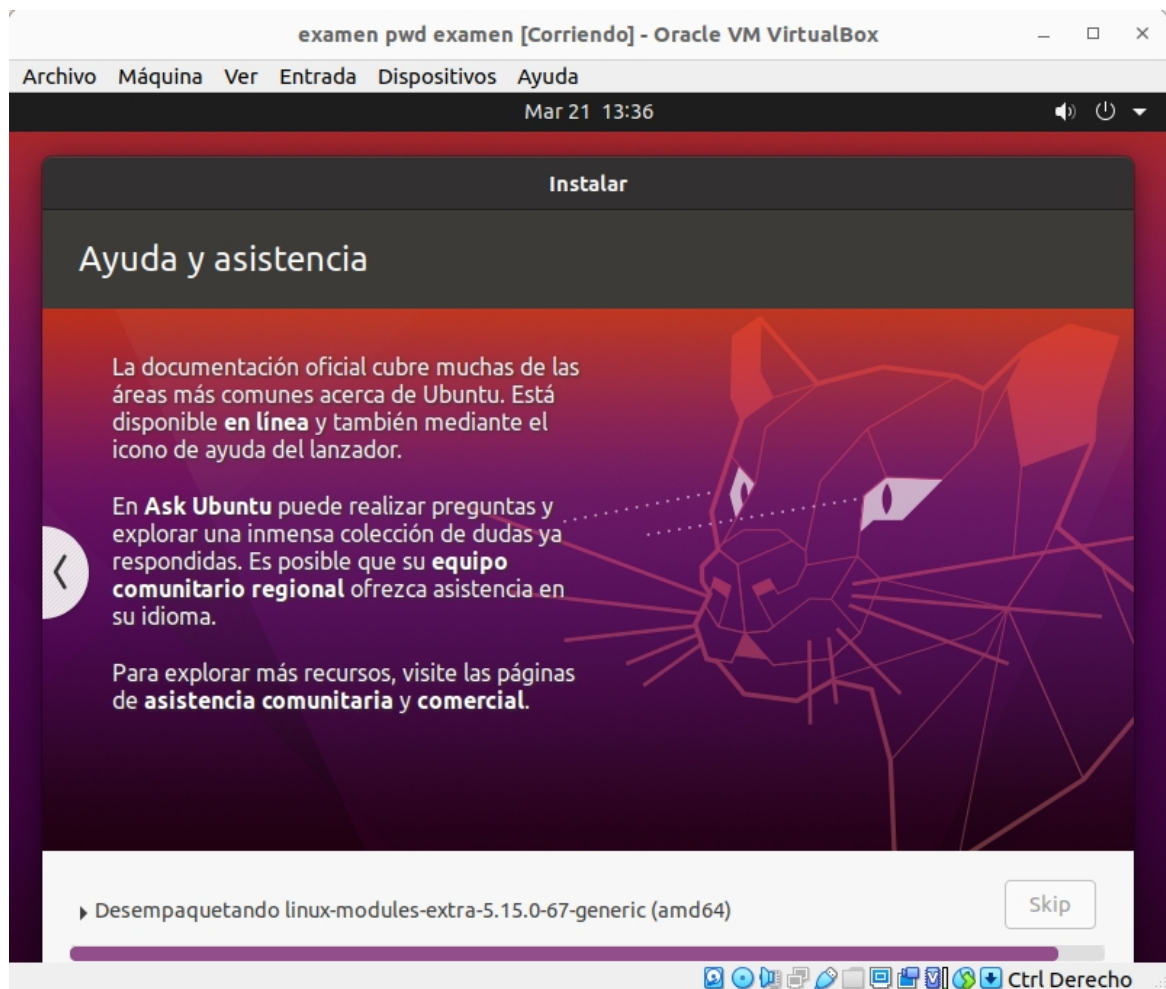 examen pwd examen [Corriendo] - Oracle VM VirtualBox
Archivo Máquina Ver Entrada Dispositivos Ayuda
Mar 21 13:36
Instalar
Ayuda y asistencia
La documentación oficial cubre muchas de las
áreas más comunes acerca de Ubuntu. Está
disponible en línea y también mediante el
icono de ayuda del lanzador.
En Ask Ubuntu puede realizar preguntas y
explorar una inmensa colección de dudas ya
respondidas. Es posible que su equipo
comunitario regional ofrezca asistencia en
su idioma.
Para explorar más recursos, visite las páginas
de asistencia comunitaria y comercial.
Desempaquetando linux-modules-extra-5.15.0-67-generic (amd64)
Skip
Ctrl Derecho